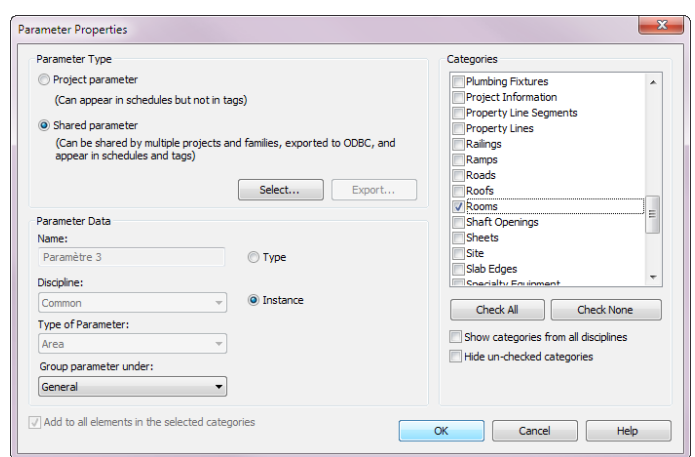 Parameter Properties
Parameter Type
Project parameter
(Can appear in schedules but not in tags)
Shared parameter
(Can be shared by multiple projects and families, exported to ODBC, and
appear in schedules and tags)
Select...
Export...
Parameter Data
Name:
Paramètre 3
Type
Discipline:
Common
Instance
Type of Parameter:
Area
Group parameter under:
General
Add to all elements in the selected categories
Categories
Plumbing Fixtures
Project Information
Property Line Segments
Property Lines
Railings
Ramps
Roads
Roofs
Rooms
Shaft Openings
Sheets
Site
Slab Edges
Specialty Equipment
Check All
Check None
Show categories from all disciplines
Hide un-checked categories
OK
Cancel
Help